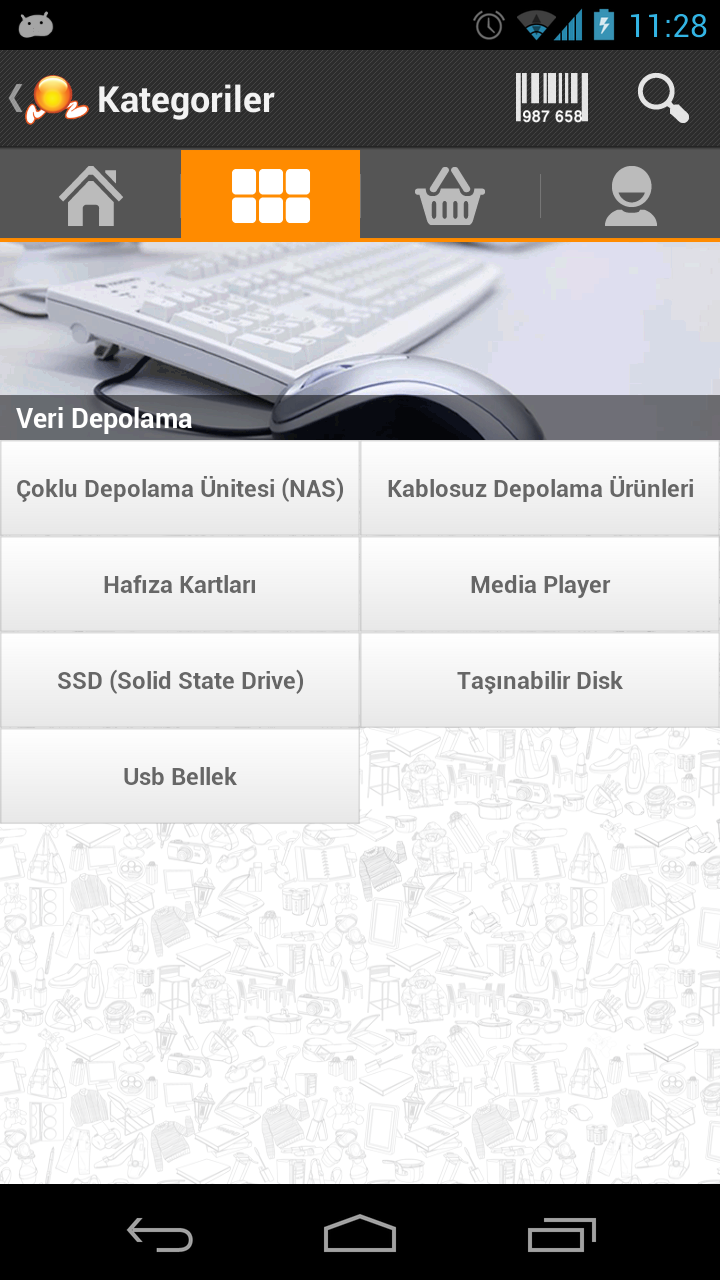 11:28
Kategoriler
987 658
Veri Depolama
Çoklu Depolama Ünitesi (NAS)
Kablosuz Depolama Ürünleri
Hafıza Kartları
Media Player
SSD (Solid State Drive)
Taşınabilir Disk
Usb Bellek